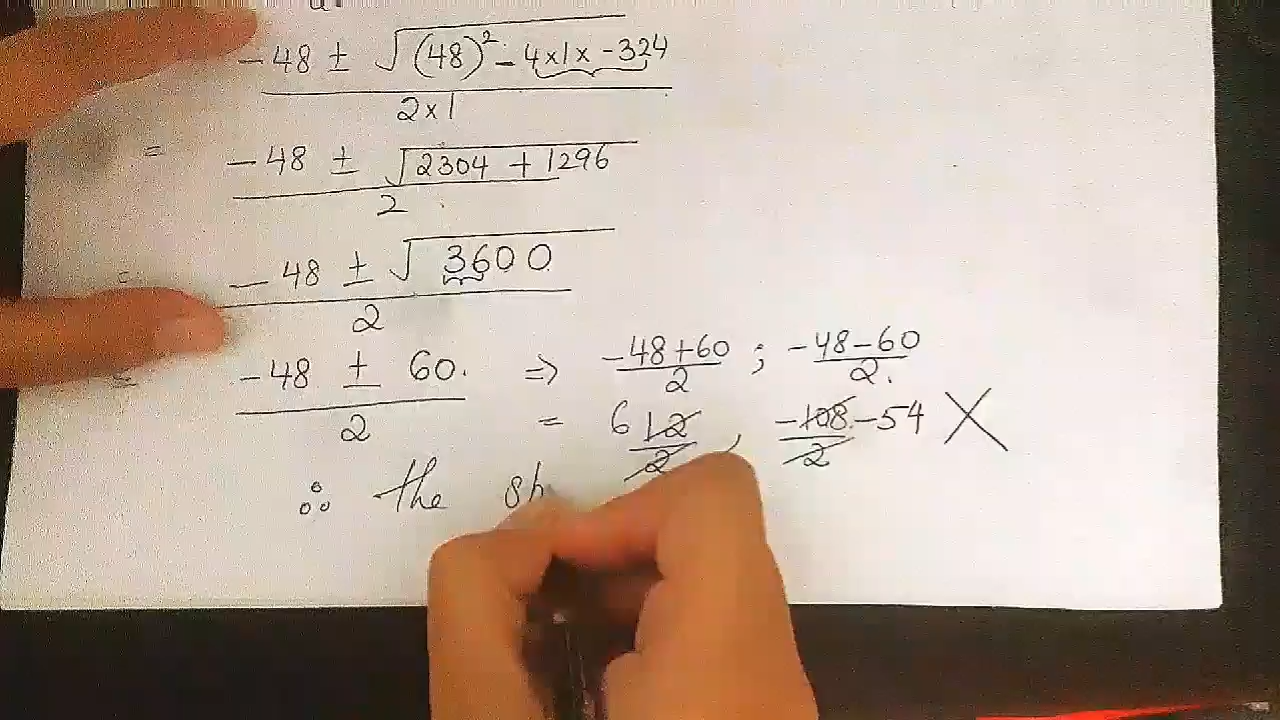 -48 ± √(48)² - 4×1×-324
2×1
= -48 ± √2304 + 1296
2
= -48 ± √3600
2
= -48 ± 60. ⇒ -48+60 ; -48-60
2 2 2.
= 6 12 , -108 -54 X
2 2
∴ the sh